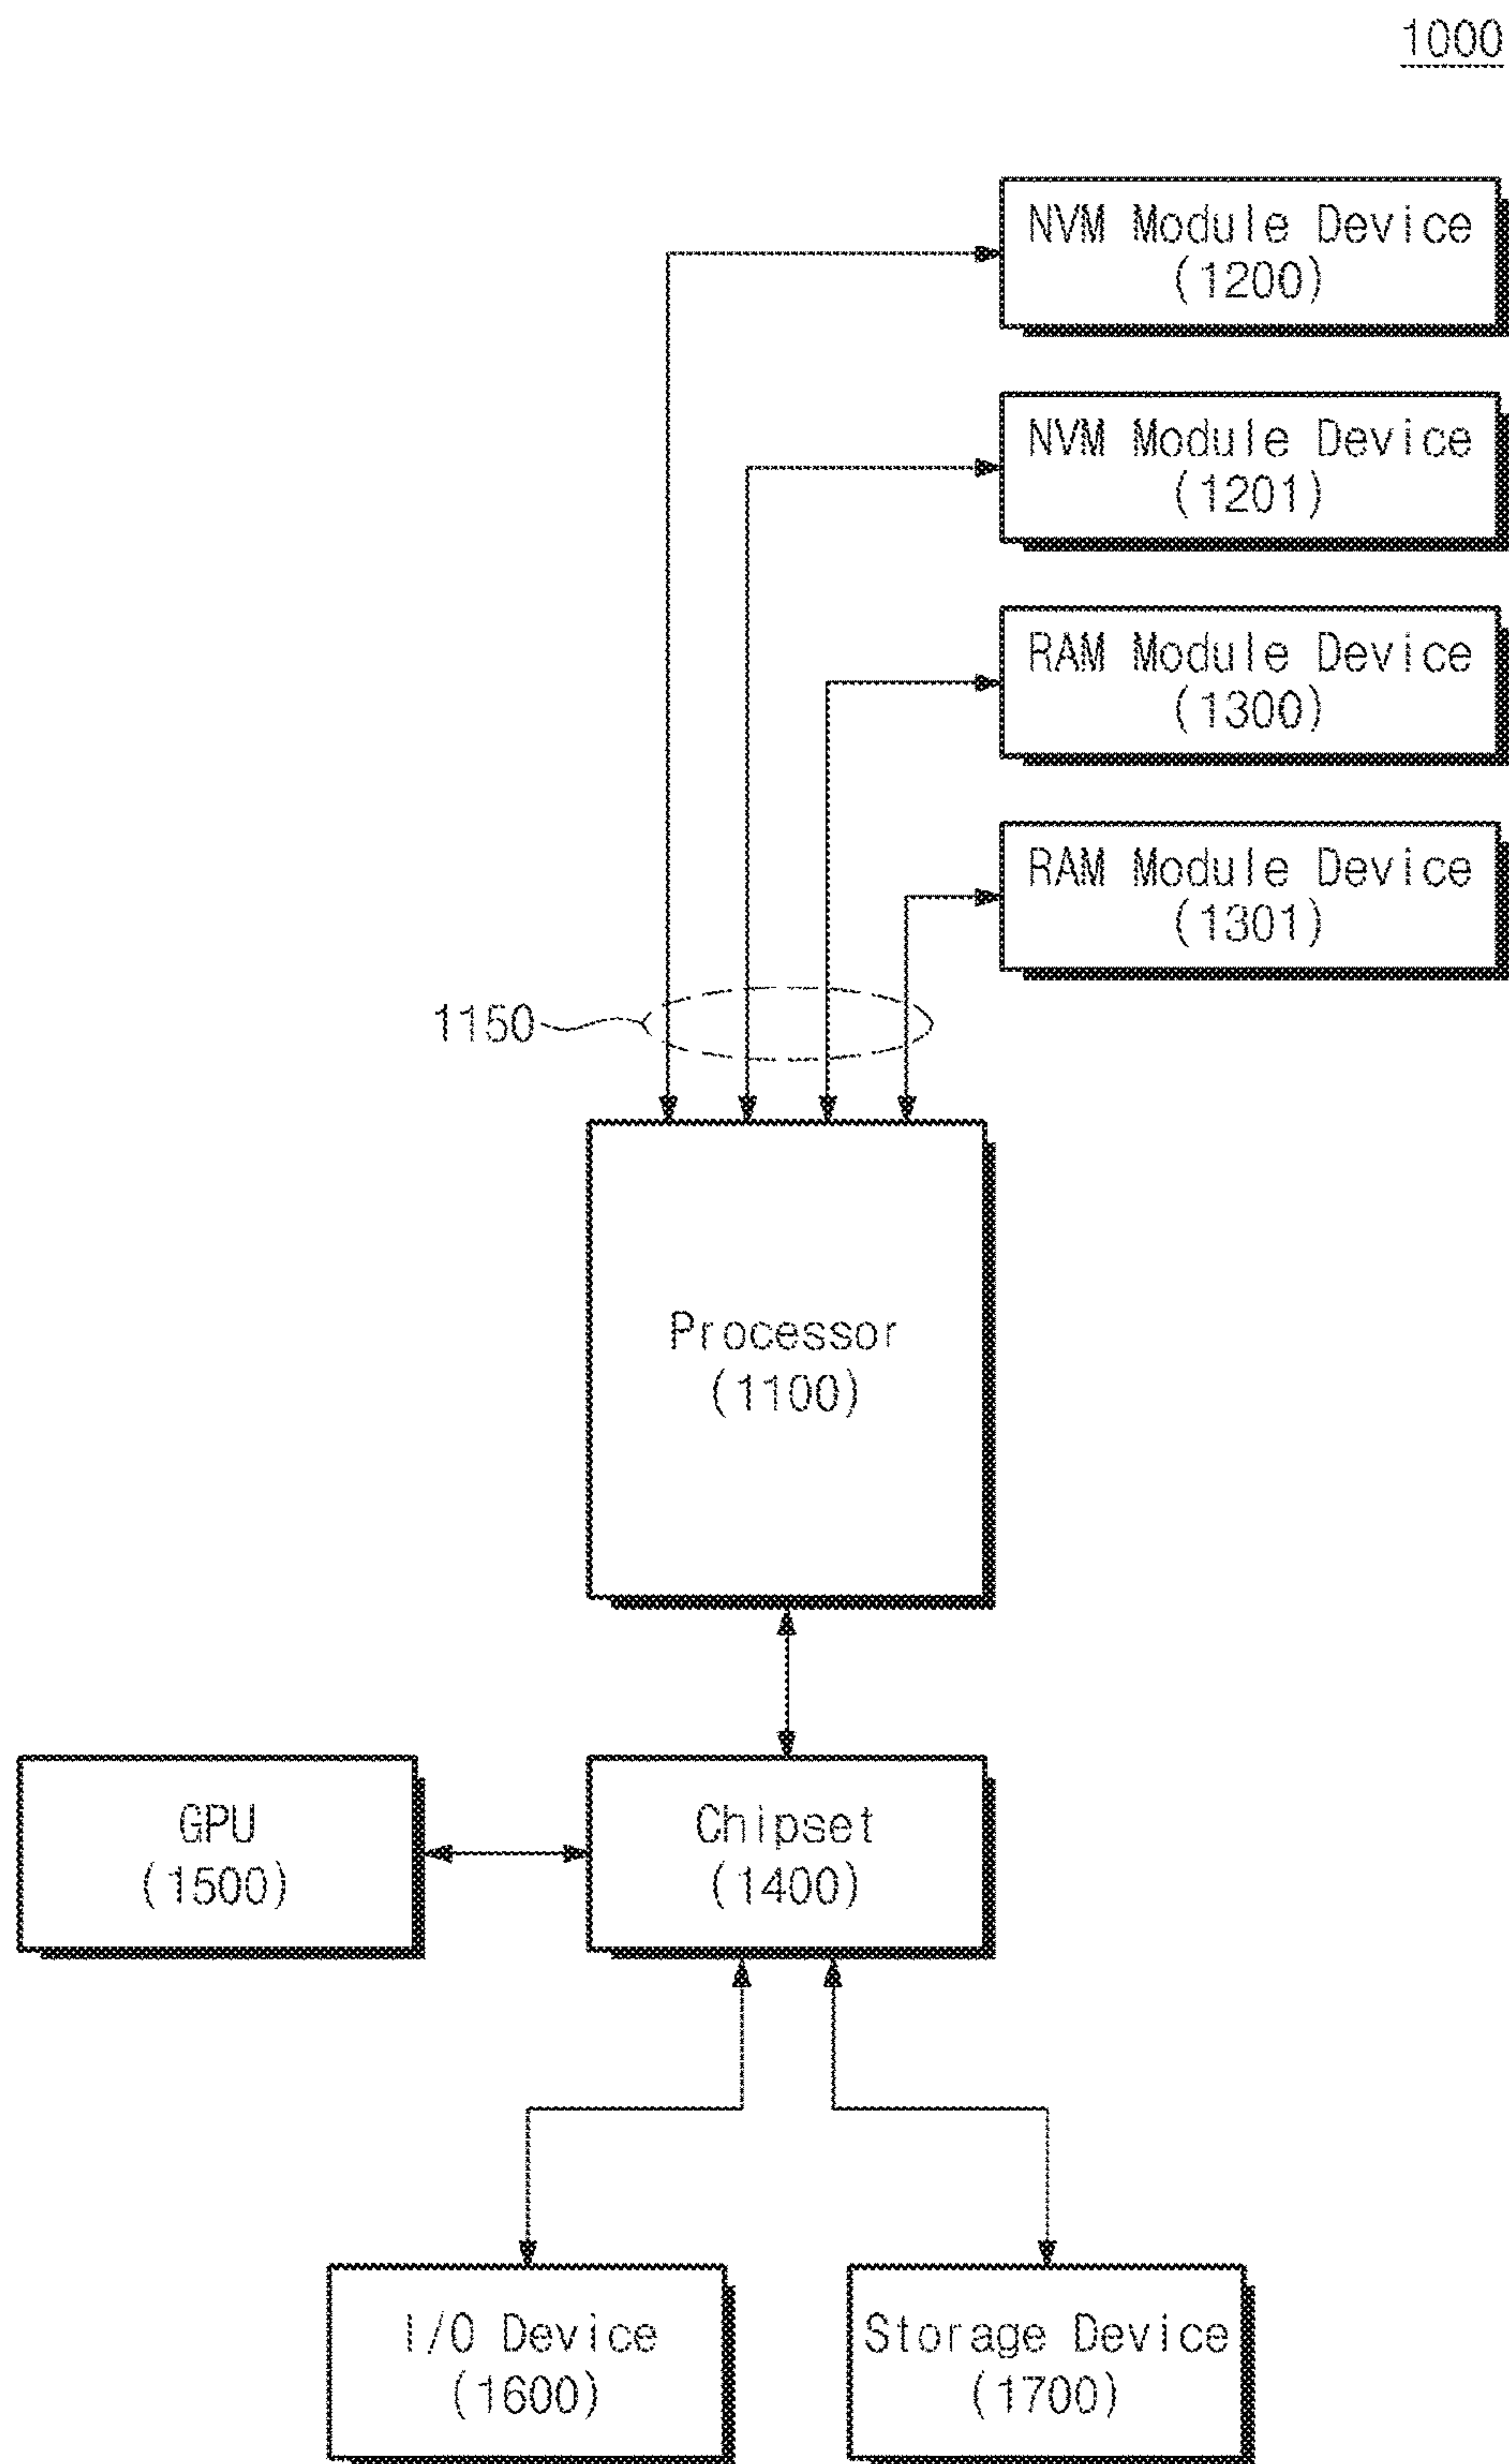 1000
NVM Module Device
(1200)
NVM Module Device
(1201)
RAM Module Device
(1300)
RAM Module Device
(1301)
1150
Processor
(1100)
GPU
(1500)
Chipset
(1400)
I/O Device
(1600)
Storage Device
(1700)